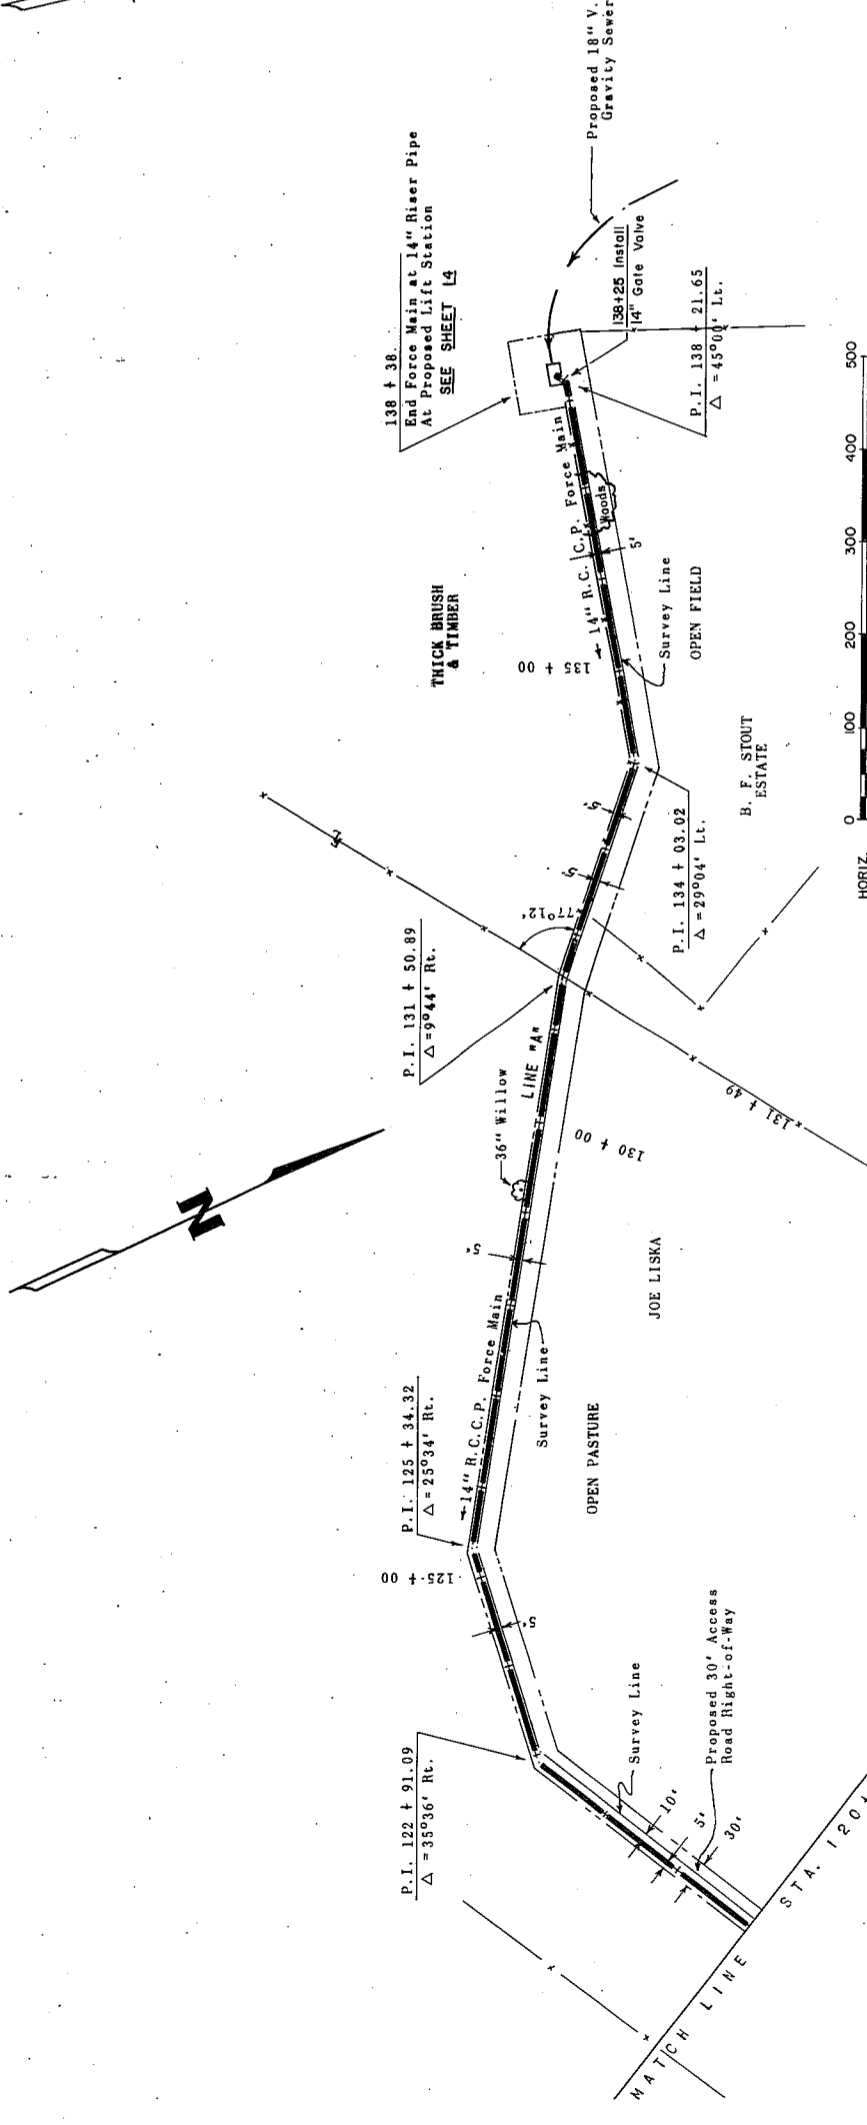 Proposed 18" V.
Gravity Sewer
138 + 38.
End Force Main at 14" Riser Pipe
At Proposed Lift Station
SEE SHEET 14
138+25 Install
14" Gate Valve
P.I. 138 + 21.65
Δ = 45°00' Lt.
14" R.C.C.P. Force Main
Woods
5'
THICK BRUSH
& TIMBER
135 + 00
Survey Line
OPEN FIELD
B. F. STOUT
ESTATE
500
400
300
200
100
0
HORIZ.
P.I. 134 + 03.02
Δ = 29°04' Lt.
5'
5'
77°12'
P.I. 131 + 50.89
Δ = 9°44' Rt.
131 + 49
LINE "A"
36" Willow
130 + 00
N
5'
JOE LISKA
14" R.C.C.P. Force Main
Survey Line
OPEN PASTURE
P.I. 125 + 34.32
Δ = 25°34' Rt.
125 + 00
5'
P.I. 122 + 91.09
Δ = 35°36' Rt.
Survey Line
Proposed 30' Access
Road Right-of-Way
10'
5'
30'
MATCH LINE STA. 120+